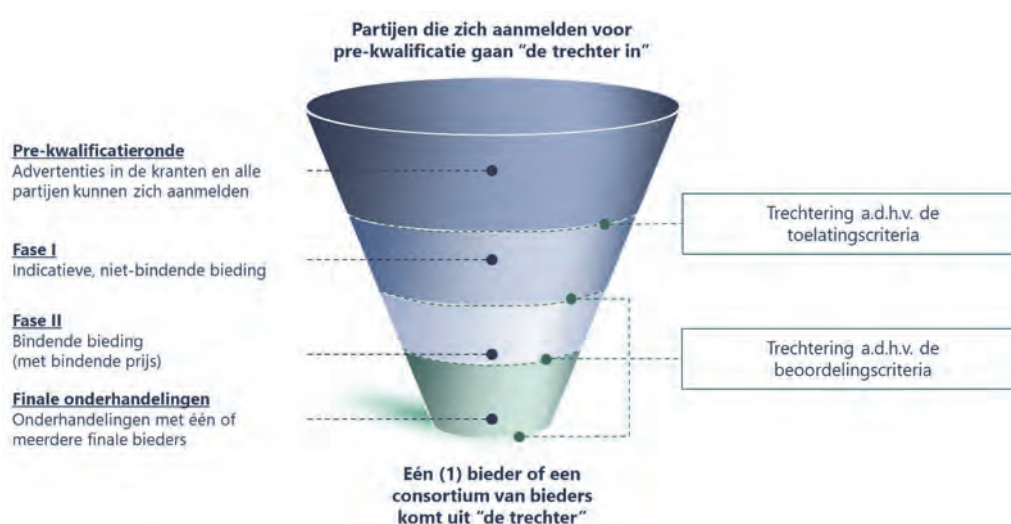 Partijen die zich aanmelden voor
pre-kwalificatie gaan “de trechter in”
Pre-kwalificatieronde
Advertenties in de kranten en alle
partijen kunnen zich aanmelden
Trechtering a.d.h.v. de
toelatingscriteria
Fase I
Indicatieve, niet-bindende bieding
Fase II
Bindende bieding
(met bindende prijs)
Trechtering a.d.h.v. de
beoordelingscriteria
Finale onderhandelingen
Onderhandelingen met één of
meerdere finale bieders
Eén (1) bieder of een
consortium van bieders
komt uit “de trechter”